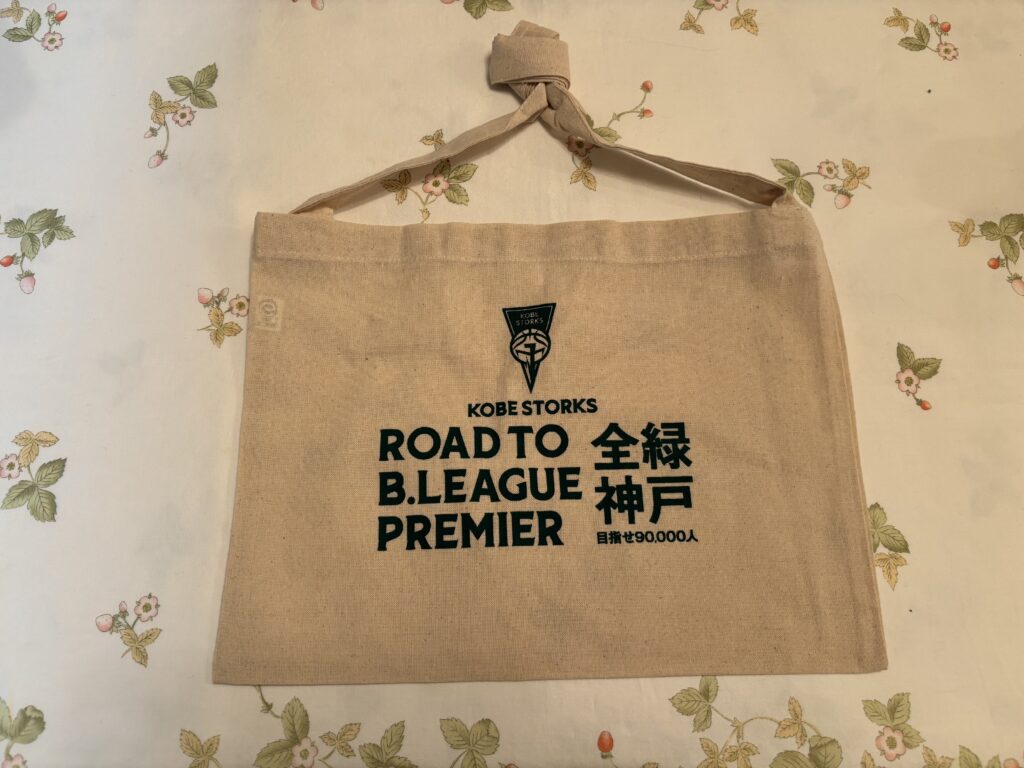 KOBE
STORKS
KOBE STORKS
ROAD TO
B.LEAGUE
PREMIER
全緑
神戸
目指せ90,000人